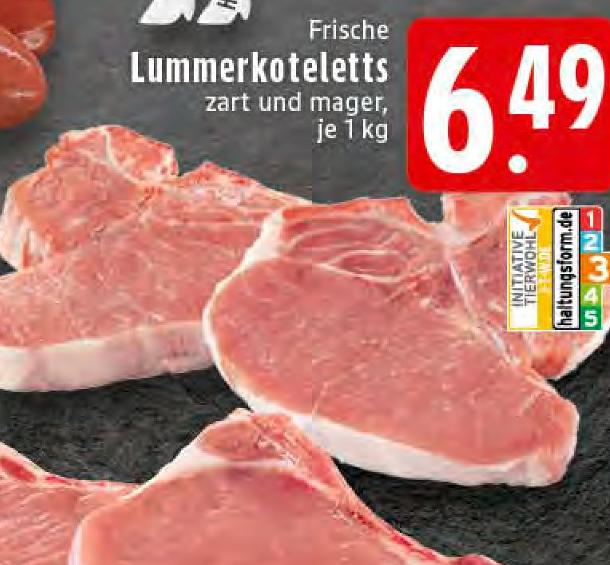 Frische
Lummerkoteletts
zart und mager,
je 1 kg
6.49
INITIATIVE
TIERWOHL
haltungsform.de
1
2
3
4
5